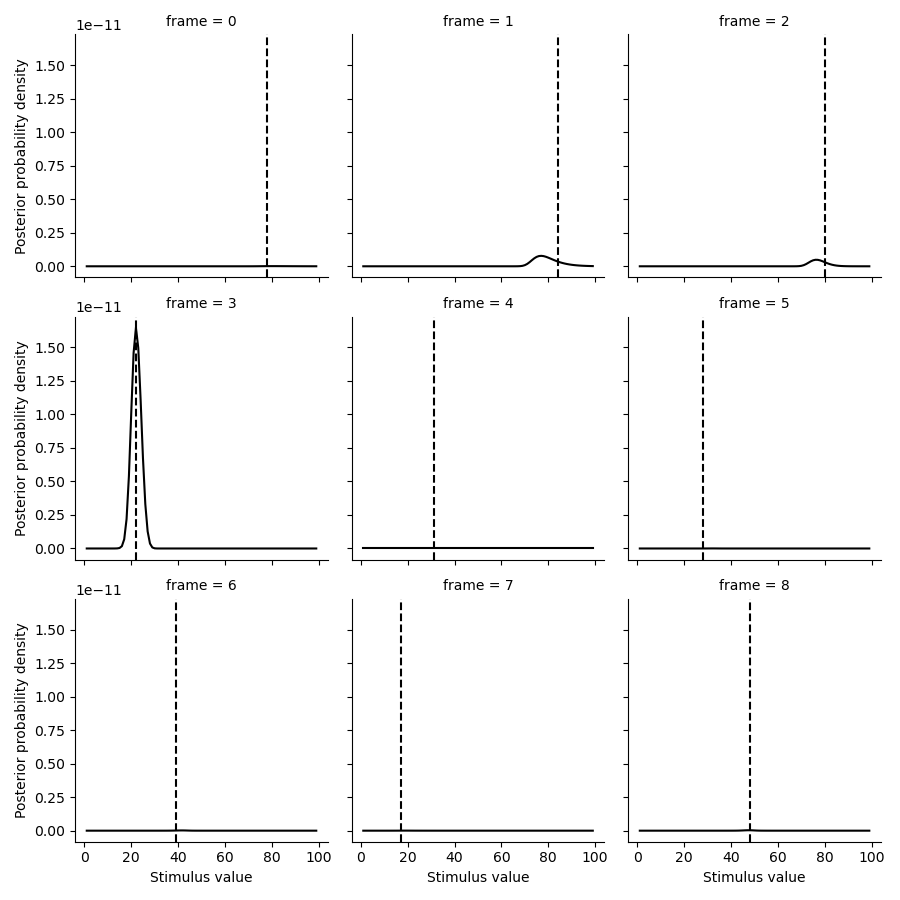 1e−11
frame = 0
frame = 1
frame = 2
Posterior probability density
1.50
1.25
1.00
0.75
0.50
0.25
0.00
1e−11
frame = 3
frame = 4
frame = 5
Posterior probability density
1.50
1.25
1.00
0.75
0.50
0.25
0.00
1e−11
frame = 6
frame = 7
frame = 8
Posterior probability density
1.50
1.25
1.00
0.75
0.50
0.25
0.00
0 20 40 60 80 100
0 20 40 60 80 100
0 20 40 60 80 100
Stimulus value
Stimulus value
Stimulus value